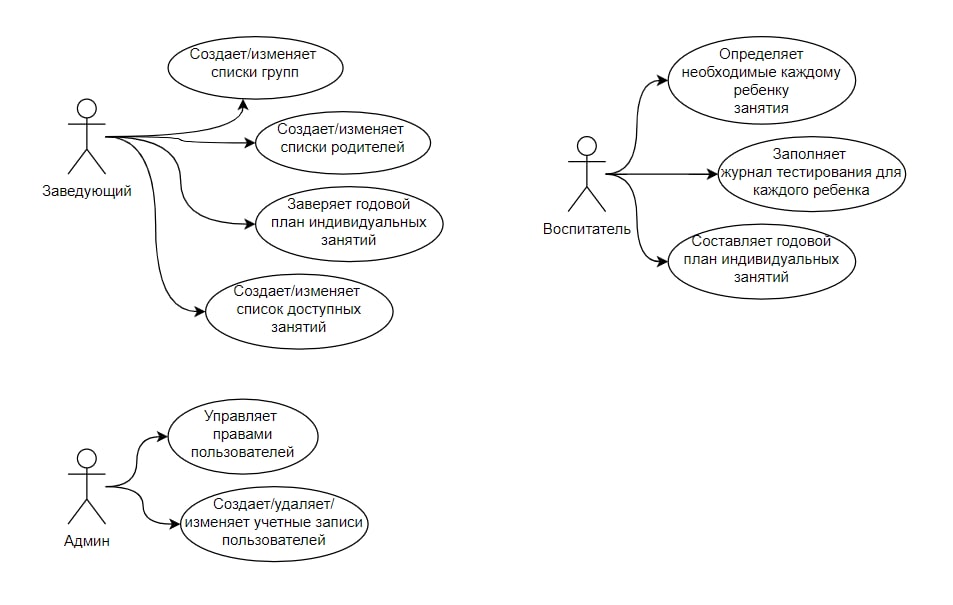 Создает/изменяет
списки групп
Создает/изменяет
списки родителей
Заведующий
Заверяет годовой
план индивидуальных
занятий
Создает/изменяет
список доступных
занятий
Определяет
необходимые каждому
ребенку
занятия
Заполняет
журнал тестирования для
каждого ребенка
Воспитатель
Составляет годовой
план индивидуальных
занятий
Управляет
правами
пользователей
Создает/удаляет/
изменяет учетные записи
пользователей
Админ